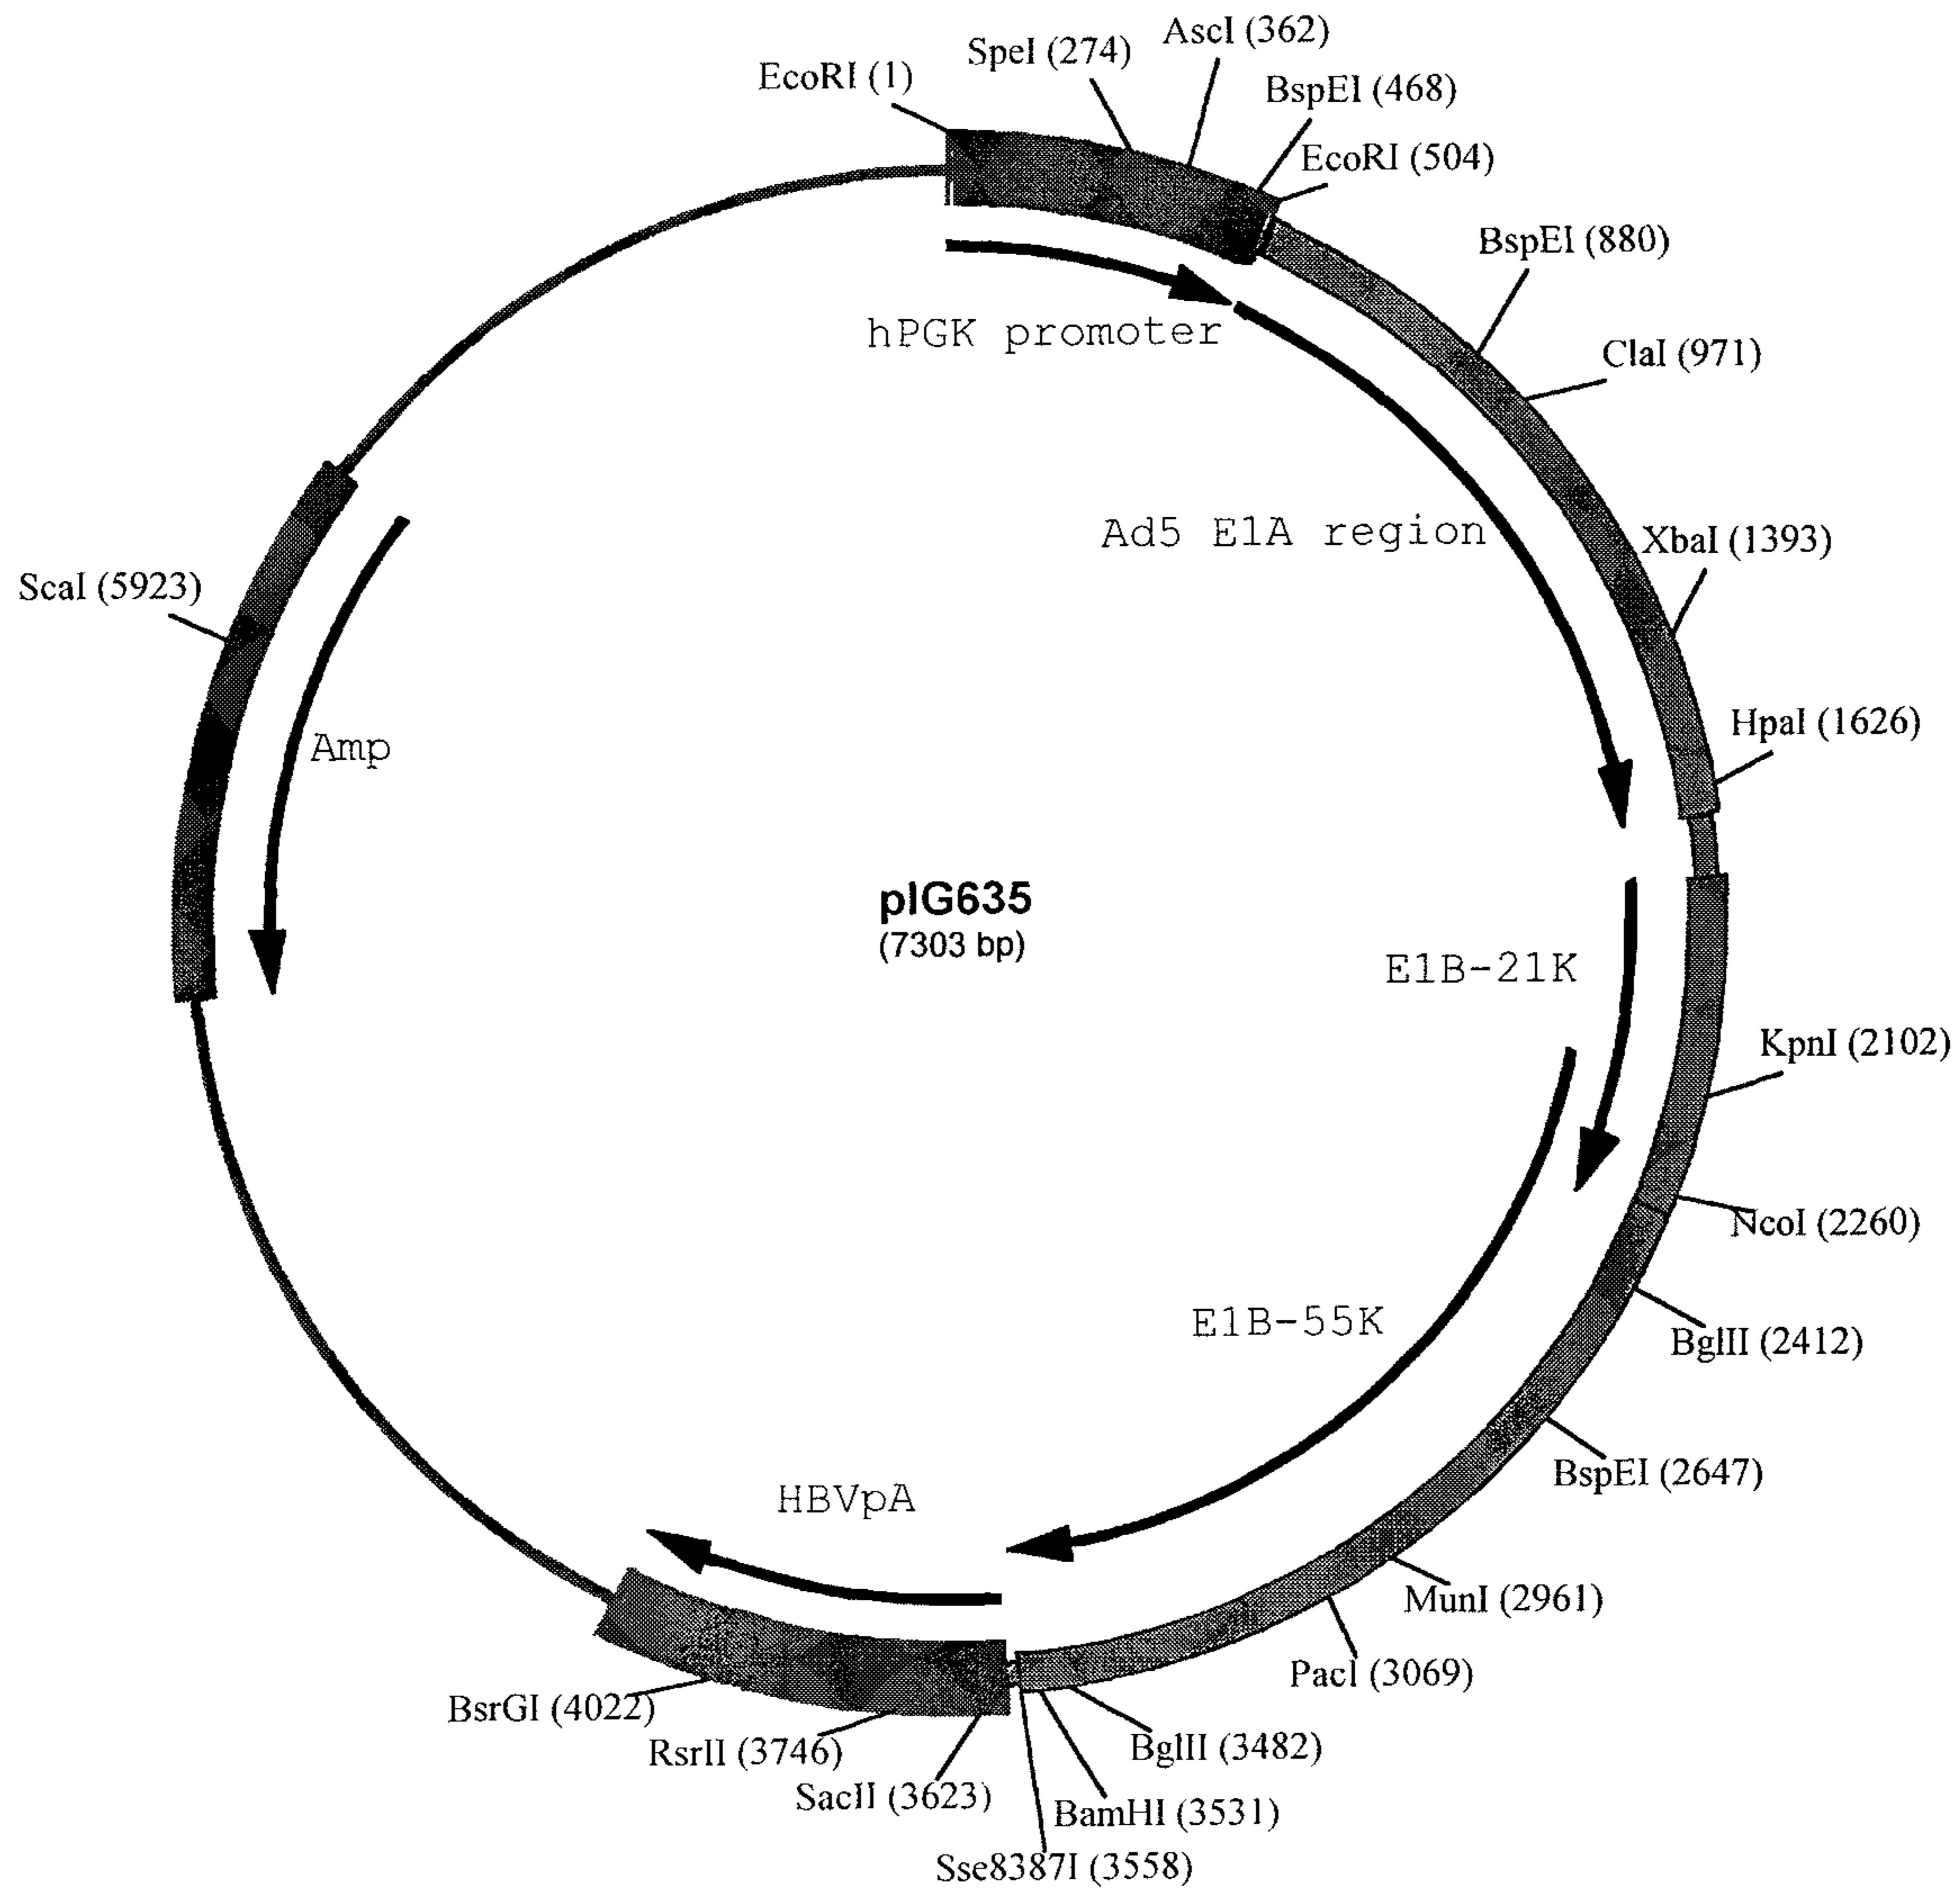 EcoRI (1)
SpeI (274)
AscI (362)
BspEI (468)
EcoRI (504)
BspEI (880)
ClaI (971)
XbaI (1393)
HpaI (1626)
KpnI (2102)
NcoI (2260)
BglII (2412)
BspEI (2647)
MunI (2961)
PacI (3069)
BglII (3482)
BamHI (3531)
Sse8387I (3558)
SacII (3623)
RsrII (3746)
BsrGI (4022)
ScaI (5923)
hPGK promoter
Ad5 E1A region
E1B-21K
E1B-55K
HBVpA
Amp
pIG635
(7303 bp)